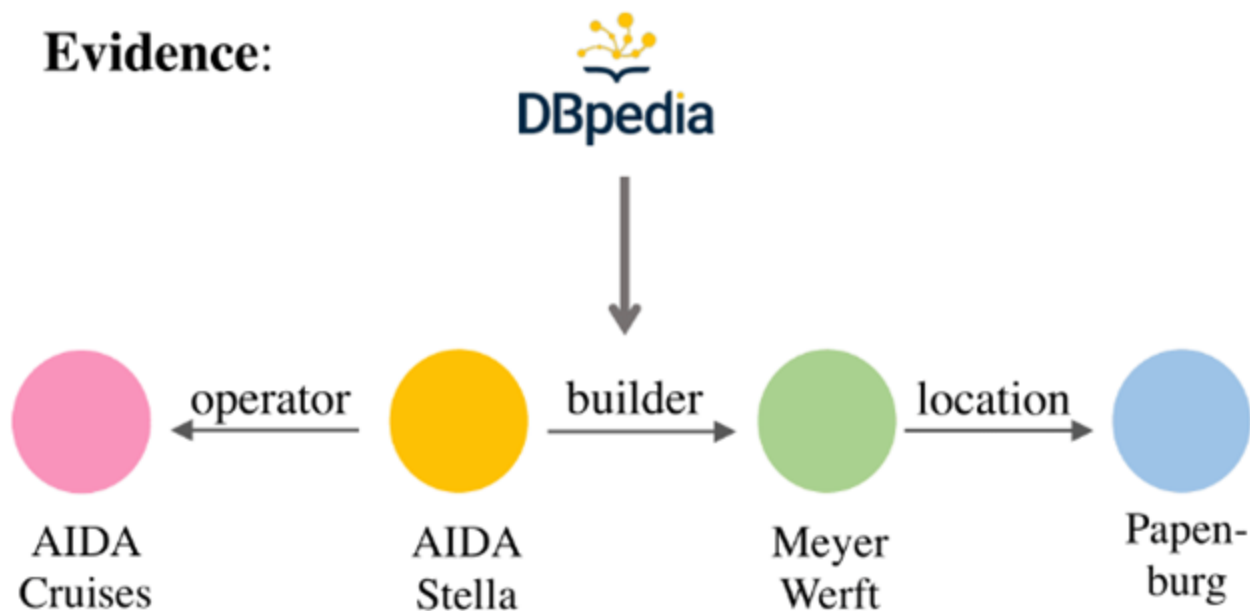 Evidence:
DBpedia
operator
builder
location
AIDA
Cruises
AIDA
Stella
Meyer
Werft
Papen-
burg